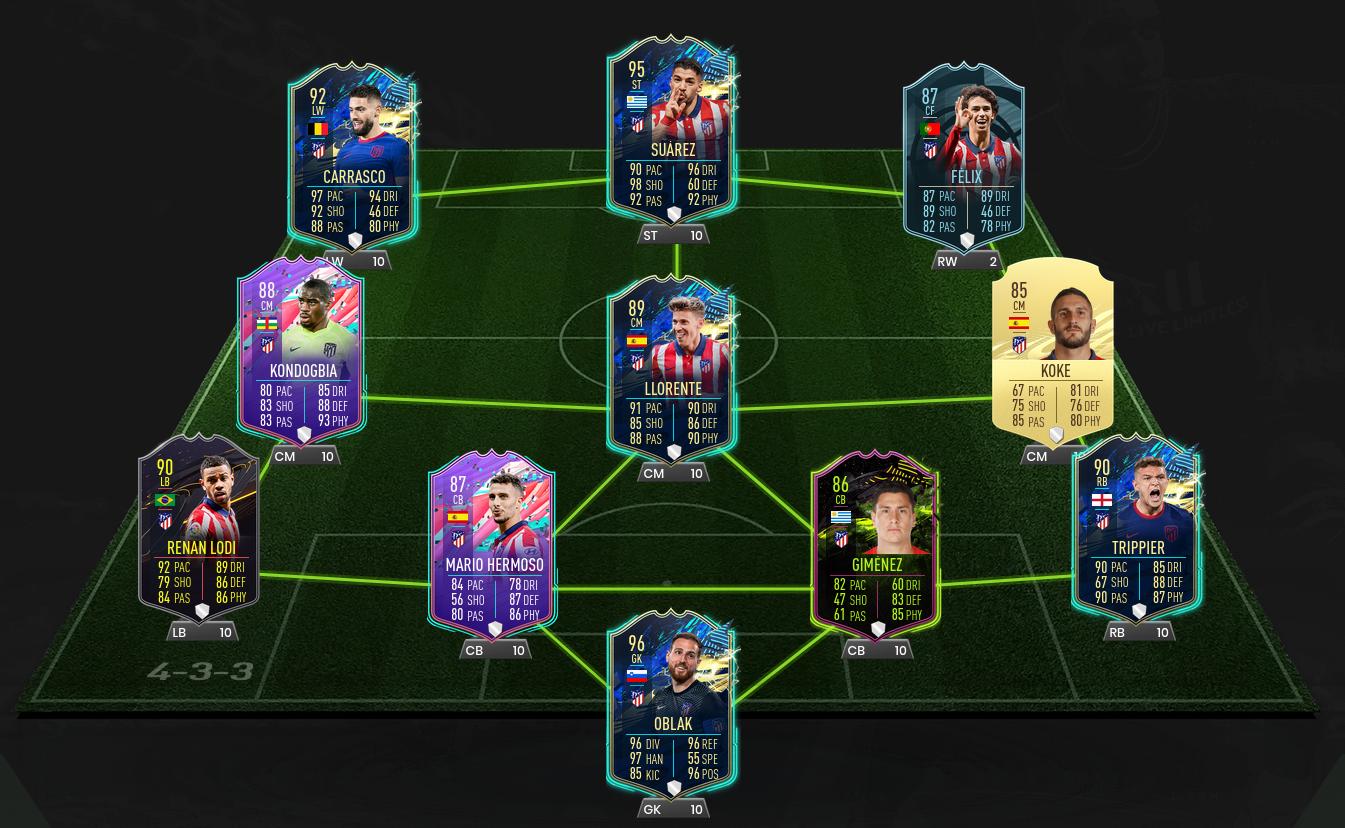 95
ST
SUÁREZ
90 PAC 96 DRI
98 SHO 60 DEF
92 PAS 92 PHY
ST 10
92
LW
CARRASCO
97 PAC 94 DRI
92 SHO 46 DEF
88 PAS 80 PHY
LW 10
87
CF
FÉLIX
87 PAC 89 DRI
89 SHO 46 DEF
82 PAS 78 PHY
RW 2
88
CM
KONDOGBIA
80 PAC 85 DRI
83 SHO 88 DEF
83 PAS 93 PHY
CM 10
89
CM
LLORENTE
91 PAC 90 DRI
85 SHO 86 DEF
88 PAS 90 PHY
CM 10
85
CM
KOKE
67 PAC 81 DRI
75 SHO 76 DEF
85 PAS 80 PHY
CM
90
LB
RENAN LODI
92 PAC 89 DRI
79 SHO 86 DEF
84 PAS 86 PHY
LB 10
87
CB
MARIO HERMOSO
84 PAC 78 DRI
56 SHO 87 DEF
80 PAS 86 PHY
CB 10
86
CB
GIMÉNEZ
82 PAC 60 DRI
47 SHO 83 DEF
61 PAS 85 PHY
CB 10
90
RB
TRIPPIER
90 PAC 85 DRI
67 SHO 88 DEF
90 PAS 87 PHY
RB 10
96
GK
OBLAK
96 DIV 96 REF
97 HAN 55 SPE
85 KIC 96 POS
GK 10
4-3-3